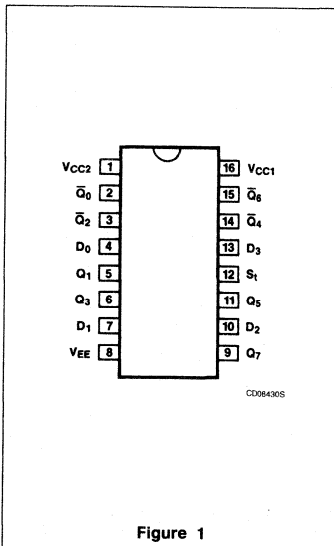 VCC2 1 16 VCC1
Q̅0 2 15 Q̅6
Q̅2 3 14 Q̅4
D0 4 13 D3
Q1 5 12 St
Q3 6 11 Q5
D1 7 10 D2
VEE 8 9 Q7
CD06430S
Figure 1